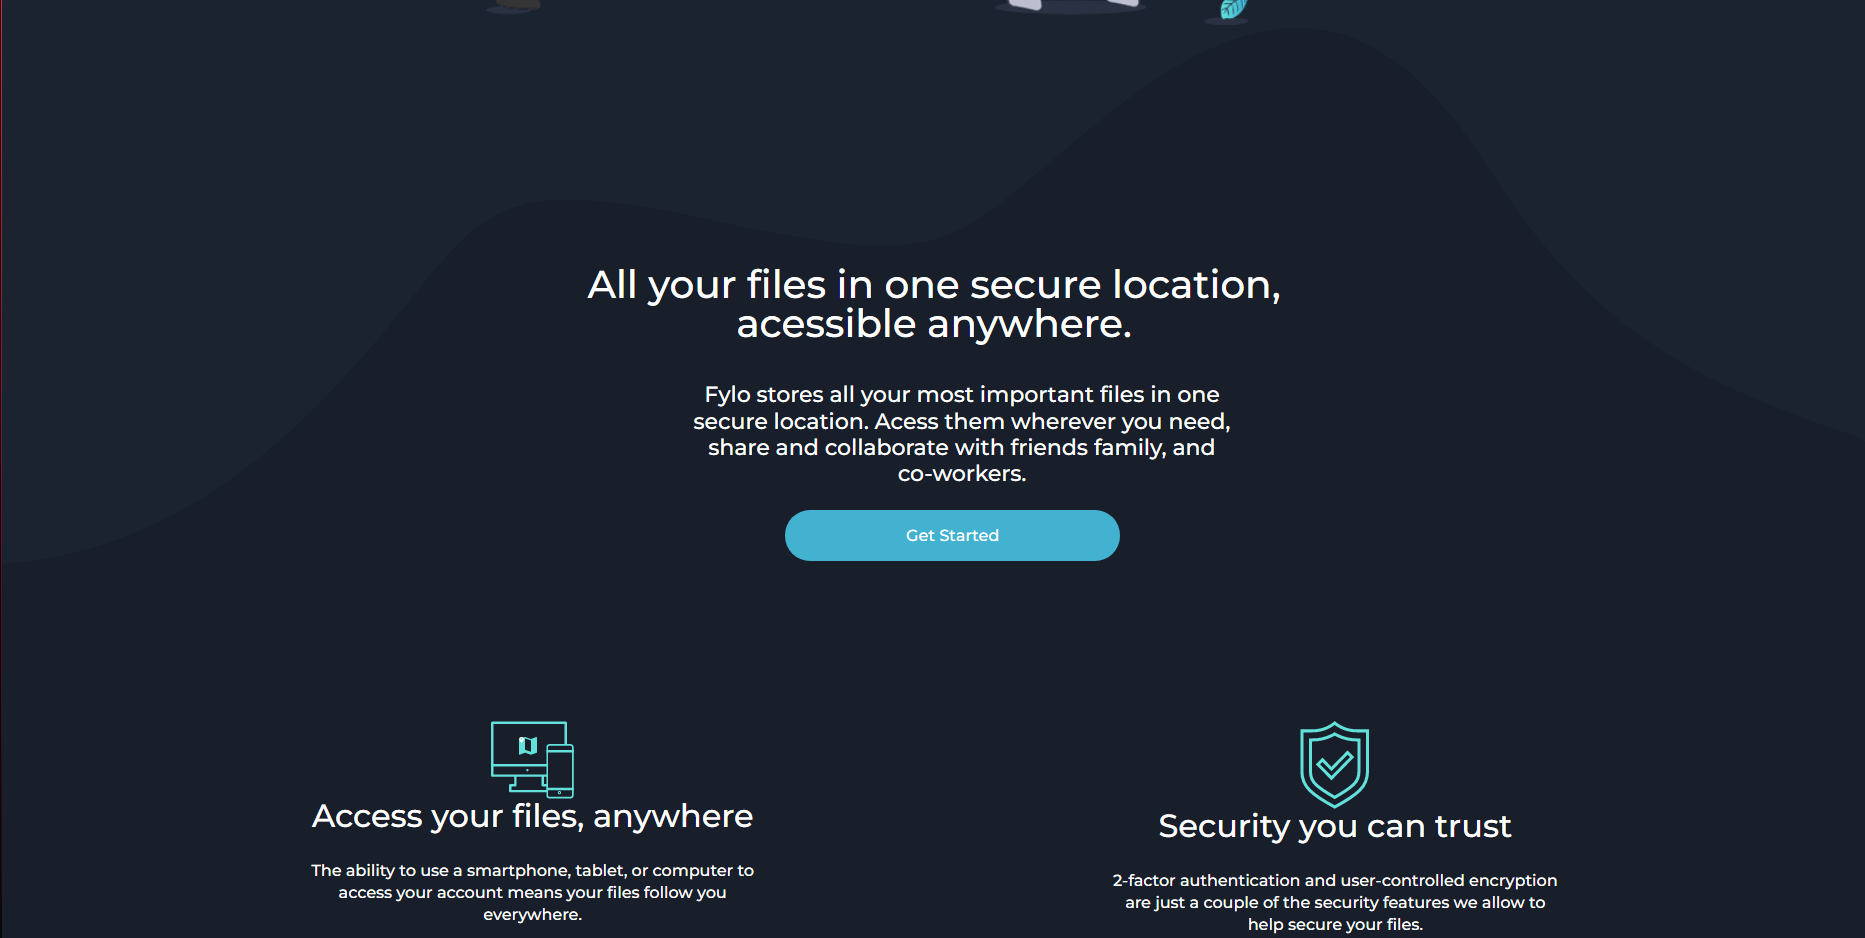 All your files in one secure location,
acessible anywhere.
Fylo stores all your most important files in one
secure location. Acess them wherever you need,
share and collaborate with friends family, and
co-workers.
Get Started
Access your files, anywhere
The ability to use a smartphone, tablet, or computer to
access your account means your files follow you
everywhere.
Security you can trust
2-factor authentication and user-controlled encryption
are just a couple of the security features we allow to
help secure your files.